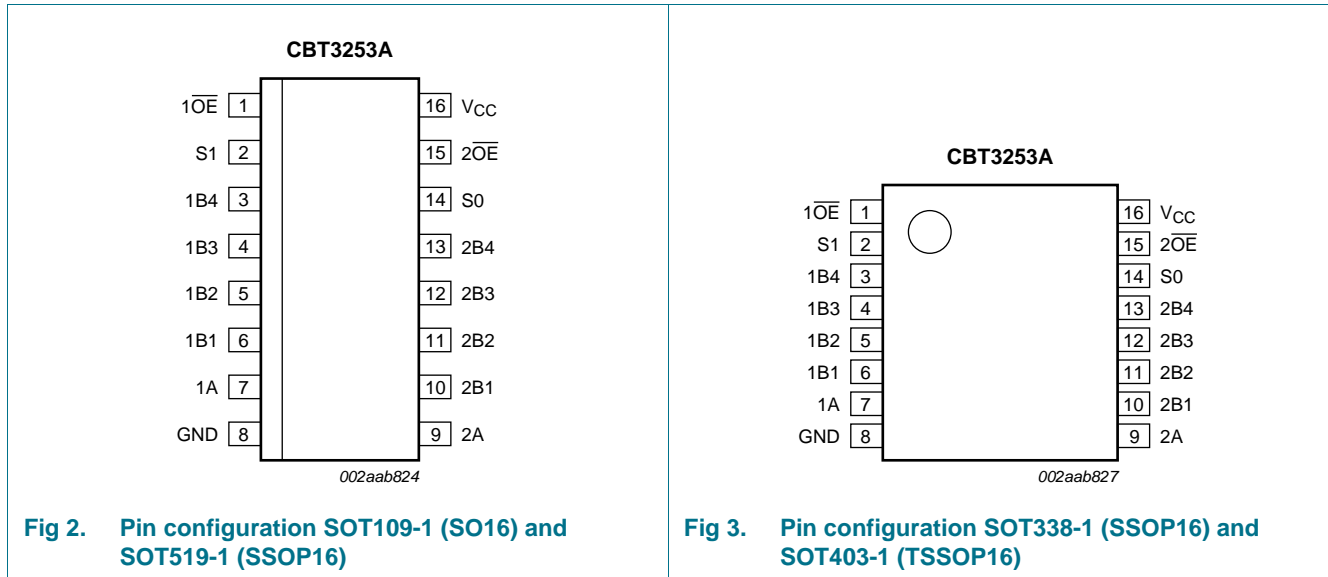 CBT3253A
1OE 1 16 VCC
S1 2 15 2OE
1B4 3 14 S0
1B3 4 13 2B4
1B2 5 12 2B3
1B1 6 11 2B2
1A 7 10 2B1
GND 8 9 2A
002aab824
Fig 2. Pin configuration SOT109-1 (SO16) and
SOT519-1 (SSOP16)
CBT3253A
1OE 1 16 VCC
S1 2 15 2OE
1B4 3 14 S0
1B3 4 13 2B4
1B2 5 12 2B3
1B1 6 11 2B2
1A 7 10 2B1
GND 8 9 2A
002aab827
Fig 3. Pin configuration SOT338-1 (SSOP16) and
SOT403-1 (TSSOP16)